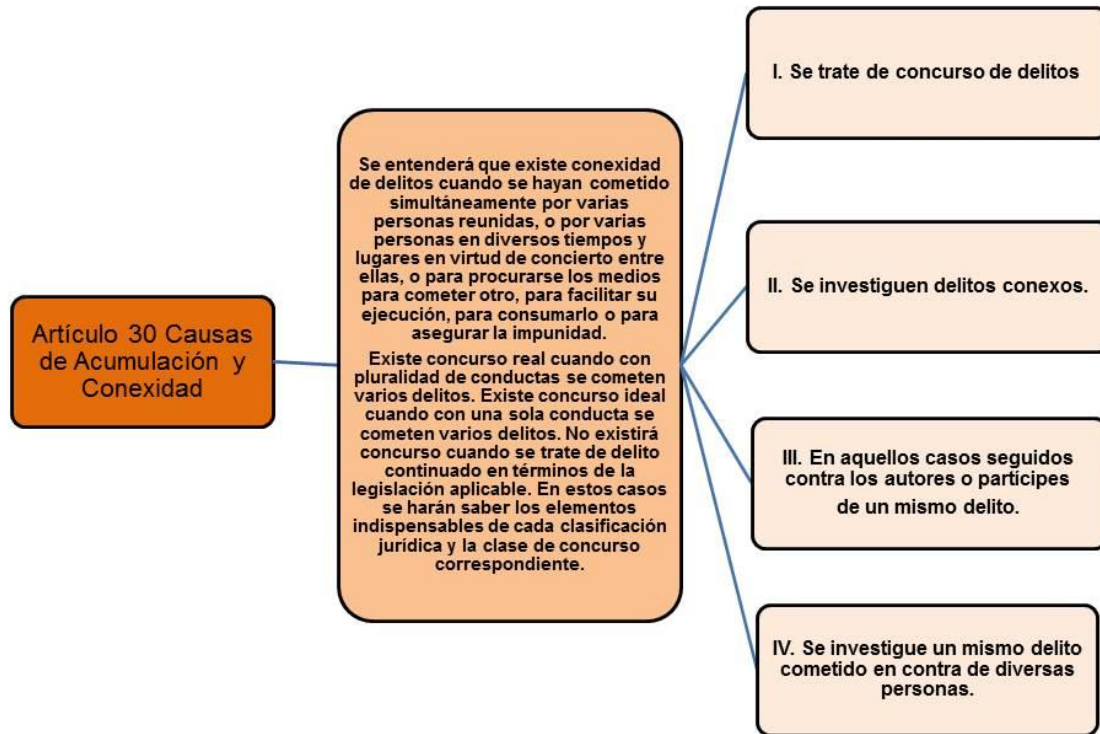 Artículo 30 Causas
de Acumulación y
Conexidad
Se entenderá que existe conexidad
de delitos cuando se hayan cometido
simultáneamente por varias
personas reunidas, o por varias
personas en diversos tiempos y
lugares en virtud de concierto entre
ellas, o para procurarse los medios
para cometer otro, para facilitar su
ejecución, para consumarlo o para
asegurar la impunidad.
Existe concurso real cuando con
pluralidad de conductas se cometen
varios delitos. Existe concurso ideal
cuando con una sola conducta se
cometen varios delitos. No existirá
concurso cuando se trate de delito
continuado en términos de la
legislación aplicable. En estos casos
se harán saber los elementos
indispensables de cada clasificación
jurídica y la clase de concurso
correspondiente.
I. Se trate de concurso de delitos
II. Se investiguen delitos conexos.
III. En aquellos casos seguidos
contra los autores o partícipes
de un mismo delito.
IV. Se investigue un mismo delito
cometido en contra de diversas
personas.